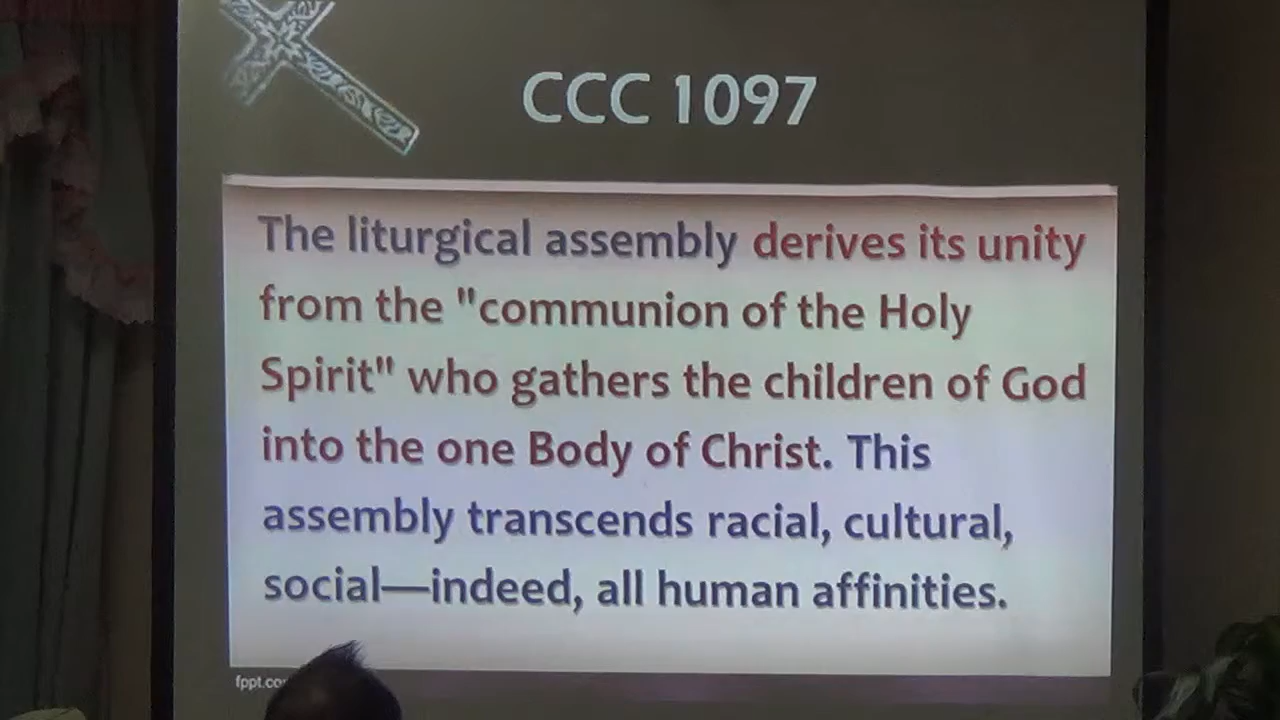 CCC 1097
The liturgical assembly derives its unity
from the "communion of the Holy
Spirit" who gathers the children of God
into the one Body of Christ. This
assembly transcends racial, cultural,
social—indeed, all human affinities.